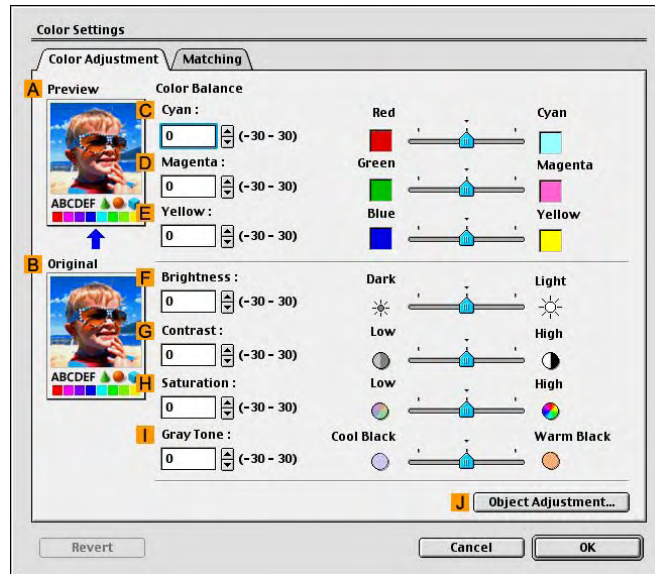 Color Settings
Color Adjustment Matching
A Preview
Color Balance
C Cyan :
0 (-30 - 30)
Red Cyan
D Magenta :
0 (-30 - 30)
Green Magenta
E Yellow :
0 (-30 - 30)
Blue Yellow
ABCDEF
B Original
F Brightness :
0 (-30 - 30)
Dark Light
G Contrast :
0 (-30 - 30)
Low High
ABCDEF
H Saturation :
0 (-30 - 30)
Low High
I Gray Tone :
0 (-30 - 30)
Cool Black Warm Black
J Object Adjustment...
Revert Cancel OK